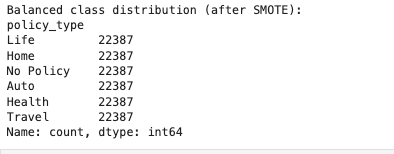 Balanced class distribution (after SMOTE):
policy_type
Life 22387
Home 22387
No Policy 22387
Auto 22387
Health 22387
Travel 22387
Name: count, dtype: int64